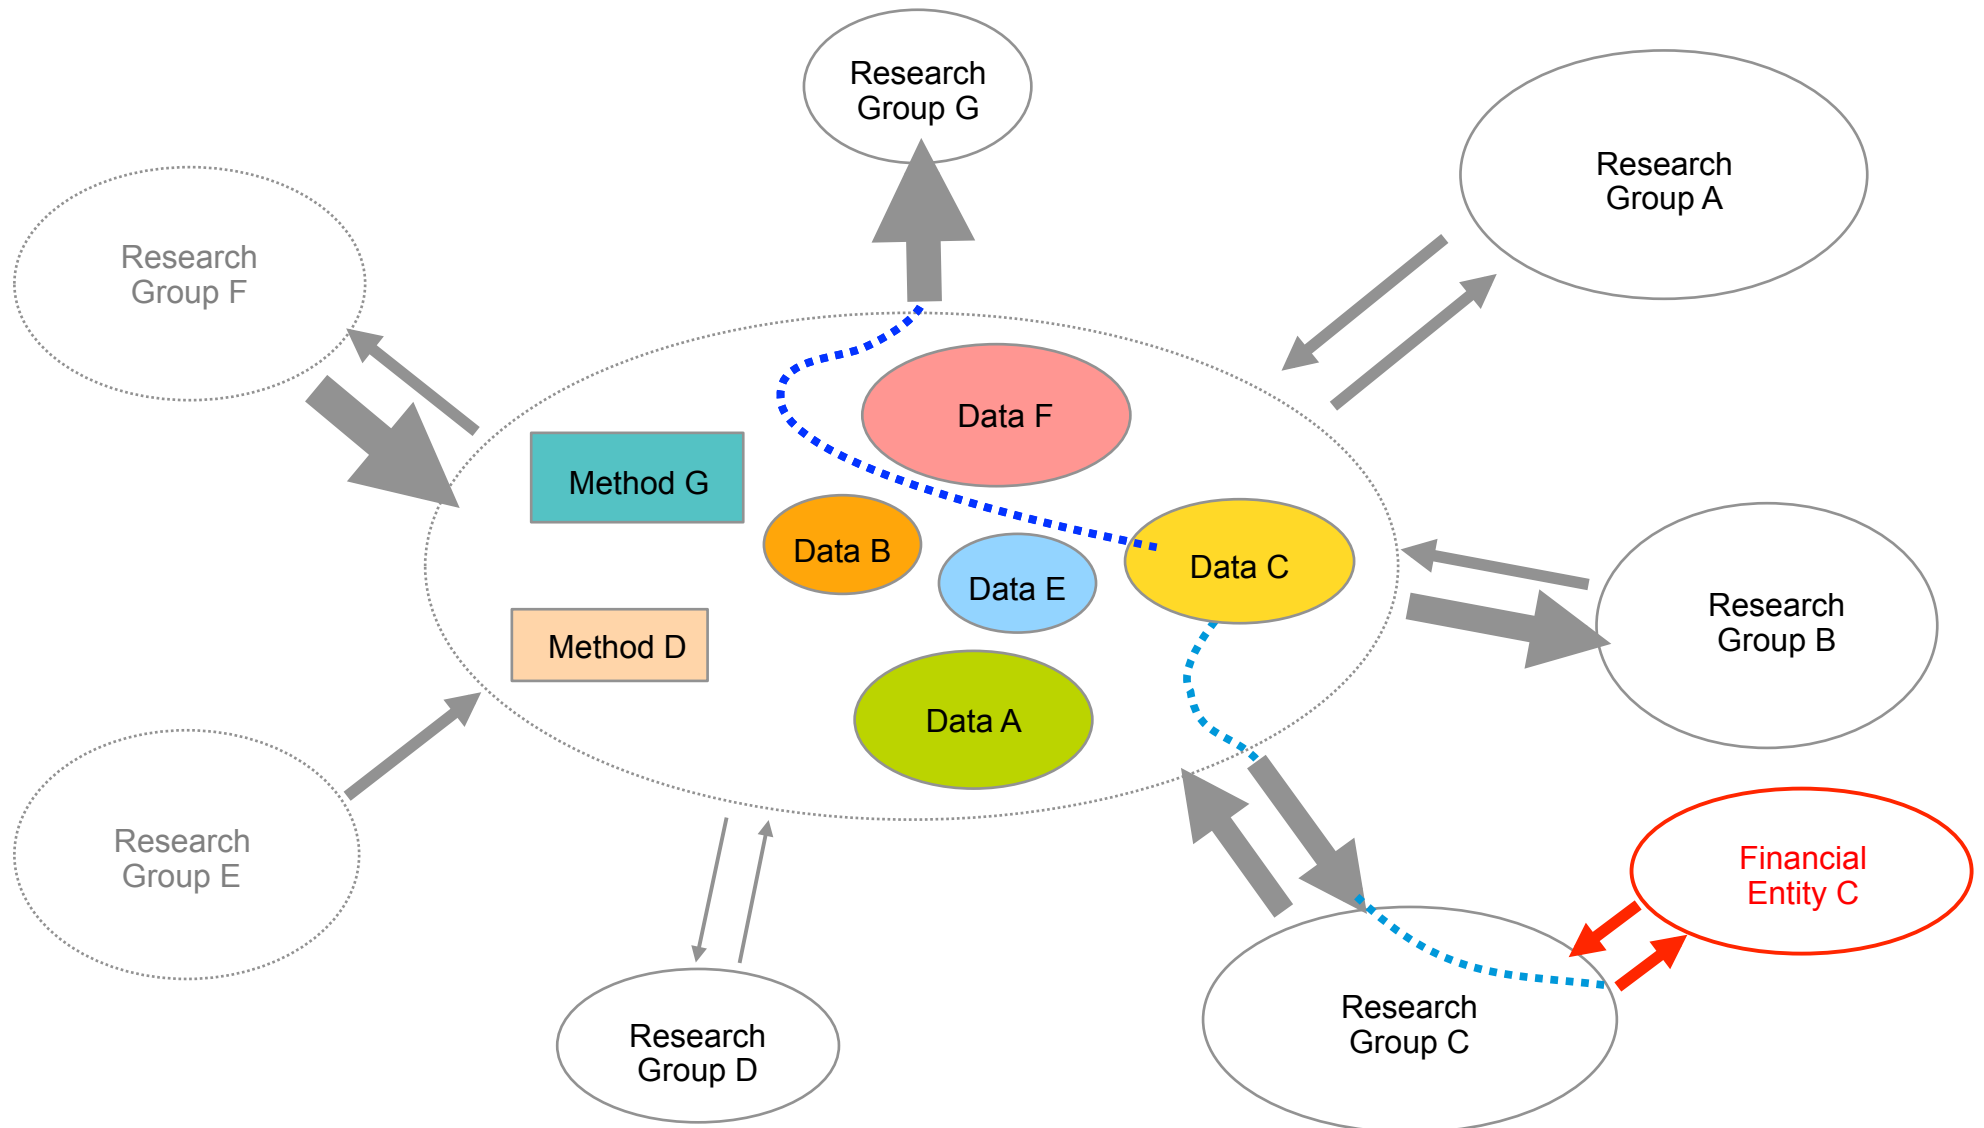 Research
Group G
Research
Group A
Research
Group F
Data F
Method G
Data B
Data E
Data C
Research
Group B
Method D
Data A
Research
Group E
Financial
Entity C
Research
Group C
Research
Group D